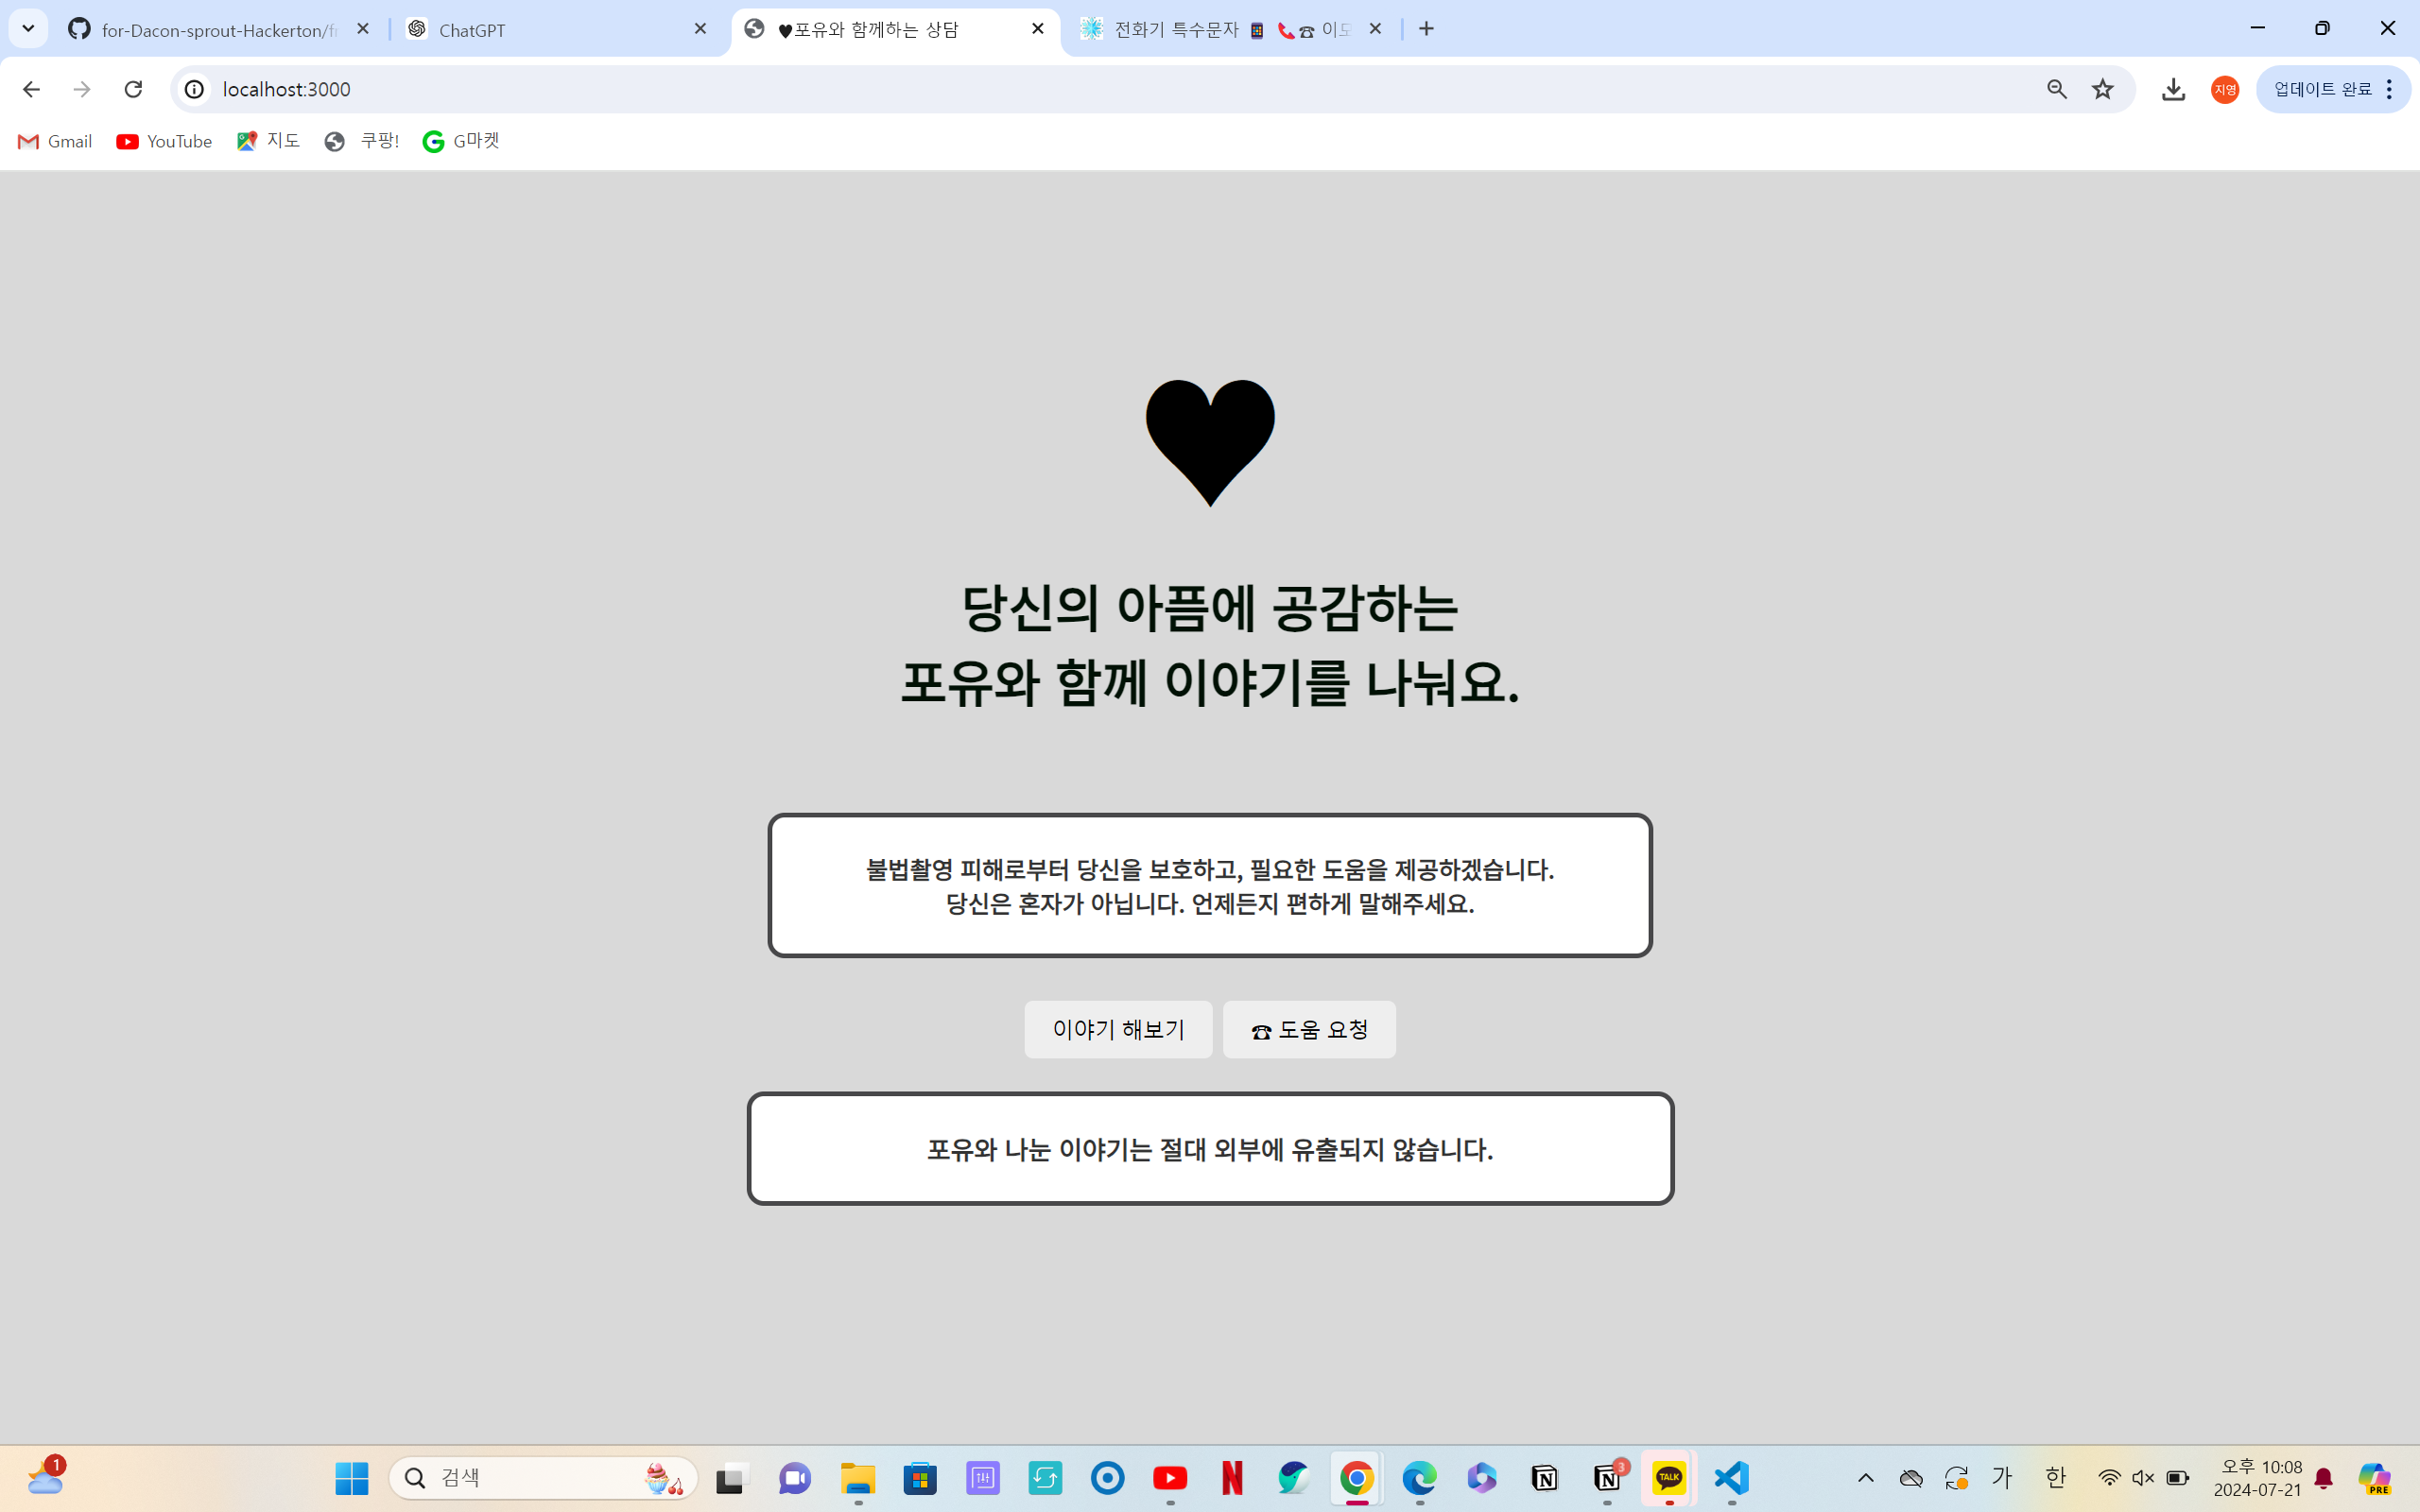 for-Dacon-sprout-Hackerton/
ChatGPT
♥포유와 함께하는 상담
전화기 특수문자 📱 📞☎ 이모
localhost:3000
지영
업데이트 완료
Gmail
YouTube
지도
쿠팡!
G마켓
♥
당신의 아픔에 공감하는
포유와 함께 이야기를 나눠요.
불법촬영 피해로부터 당신을 보호하고, 필요한 도움을 제공하겠습니다.
당신은 혼자가 아닙니다. 언제든지 편하게 말해주세요.
이야기 해보기
☎ 도움 요청
포유와 나눈 이야기는 절대 외부에 유출되지 않습니다.
1
검색
3
TALK
가
한
오후 10:08
2024-07-21
PRE